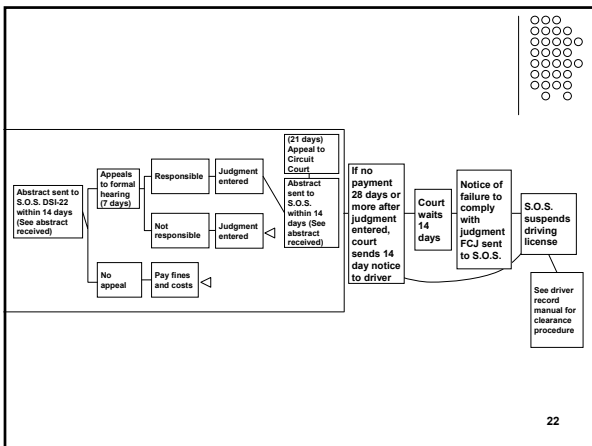 (21 days)
Appeal to
Circuit
Court
Abstract sent to
S.O.S. DSI-22
within 14 days
(See abstract
received)
Appeals
to formal
hearing
(7 days)
Responsible
Judgment
entered
Not
responsible
Judgment
entered
No
appeal
Pay fines
and costs
Abstract
sent to
S.O.S.
within 14
days (See
abstract
received)
If no
payment
28 days or
more after
judgment
entered,
court
sends 14
day notice
to driver
Court
waits
14
days
Notice of
failure to
comply
with
judgment
FCJ sent
to S.O.S.
S.O.S.
suspends
driving
license
See driver
record
manual for
clearance
procedure
22